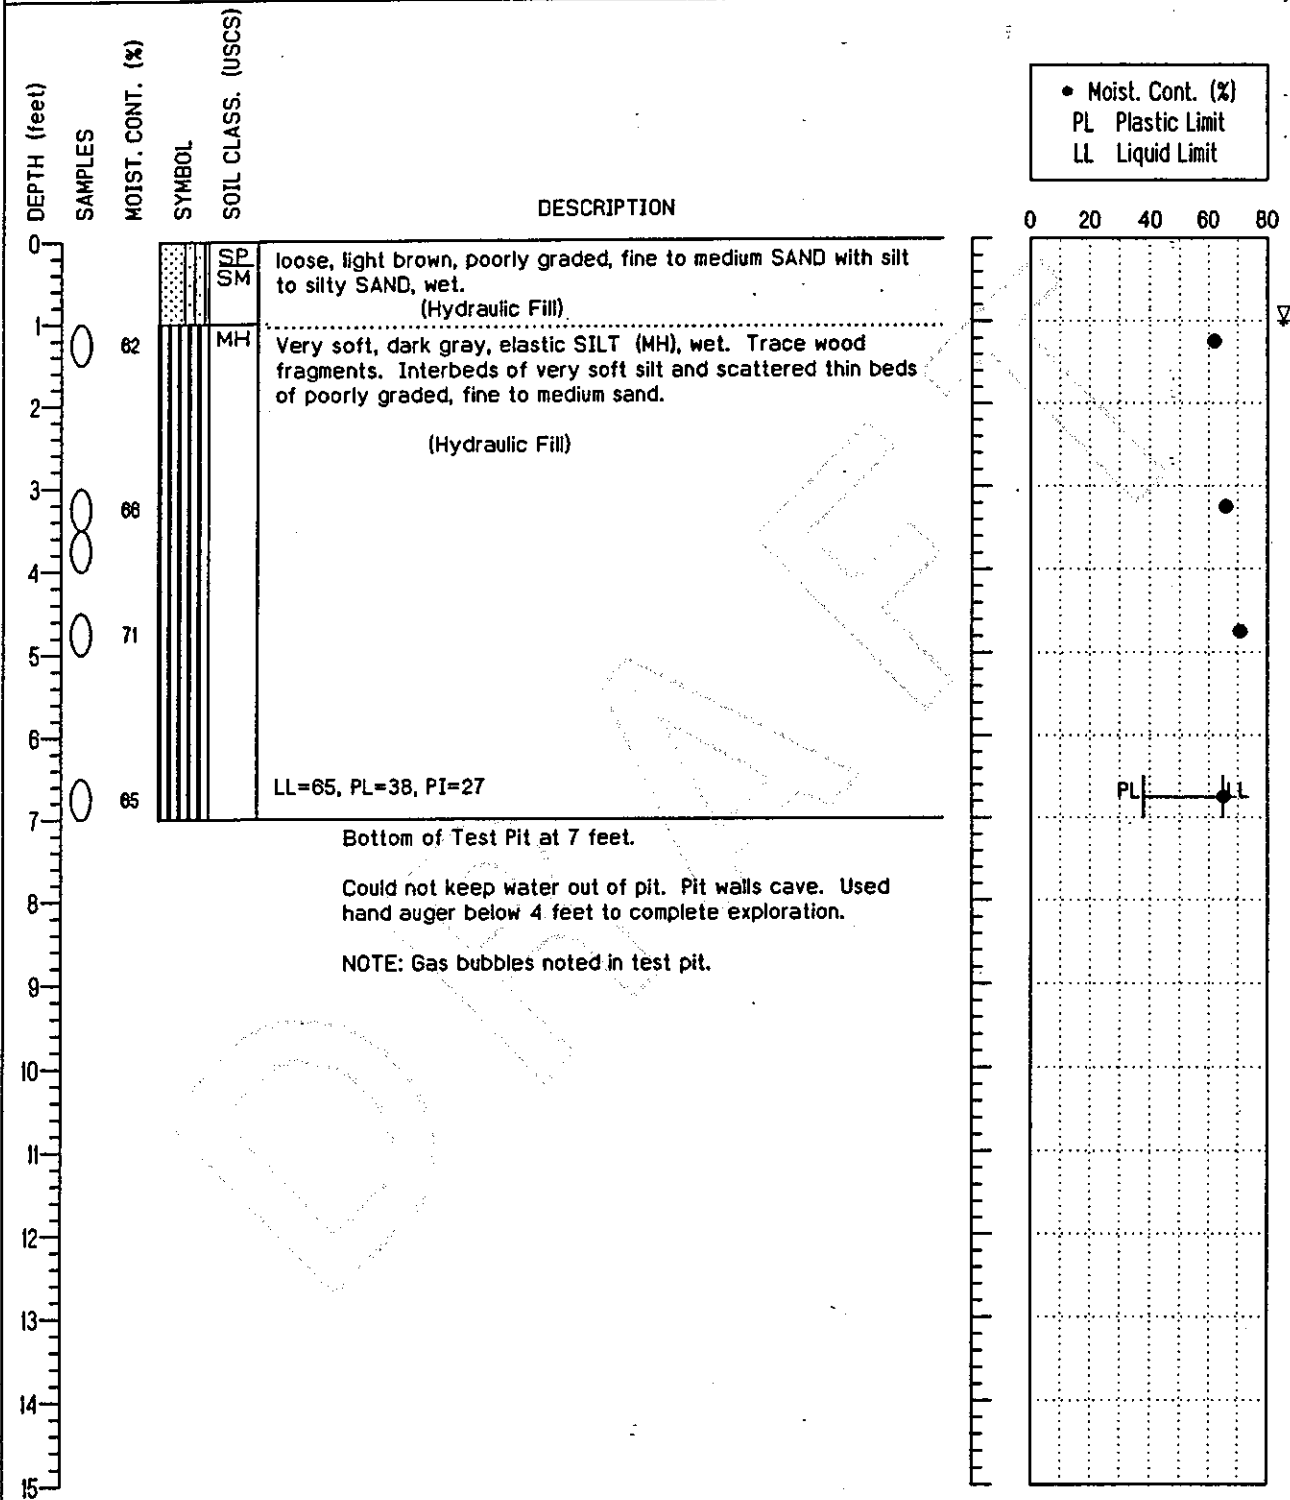 DEPTH (feet)
SAMPLES
MOIST. CONT. (%)
SYMBOL
SOIL CLASS. (USCS)
DESCRIPTION
• Moist. Cont. (%)
PL Plastic Limit
LL Liquid Limit
0 20 40 60 80
0
1
2
3
4
5
6
7
8
9
10
11
12
13
14
15
SP
SM
loose, light brown, poorly graded, fine to medium SAND with silt
to silty SAND, wet.
(Hydraulic Fill)
62
MH
Very soft, dark gray, elastic SILT (MH), wet. Trace wood
fragments. Interbeds of very soft silt and scattered thin beds
of poorly graded, fine to medium sand.
(Hydraulic Fill)
66
71
65
LL=65, PL=38, PI=27
PL
LL
Bottom of Test Pit at 7 feet.
Could not keep water out of pit. Pit walls cave. Used
hand auger below 4 feet to complete exploration.
NOTE: Gas bubbles noted in test pit.
DRAFT